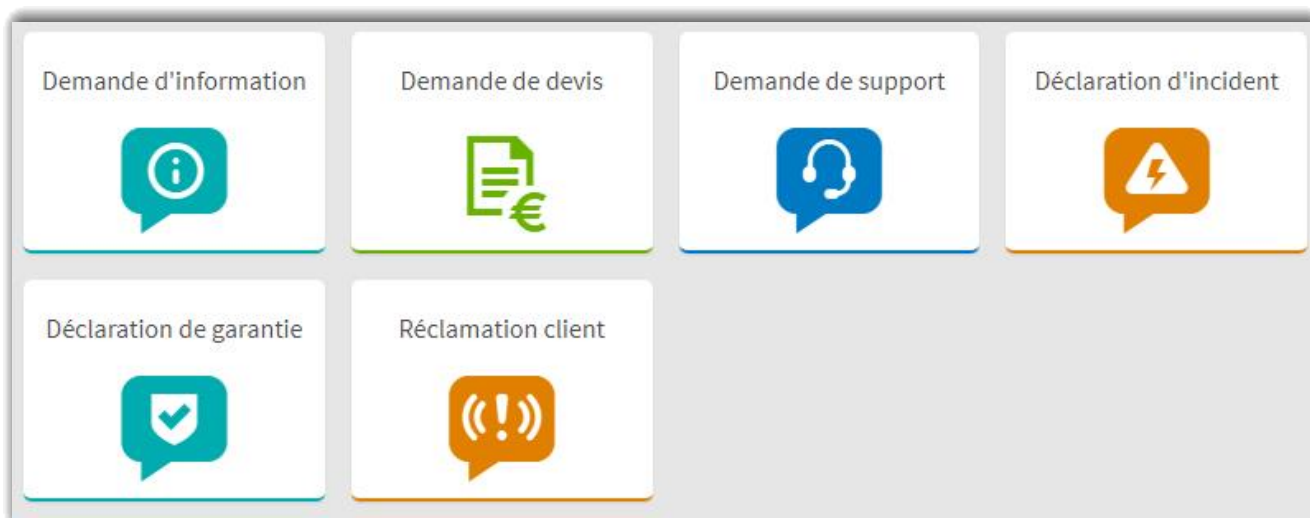 Demande d'information
Demande de devis
Demande de support
Déclaration d'incident
Déclaration de garantie
Réclamation client